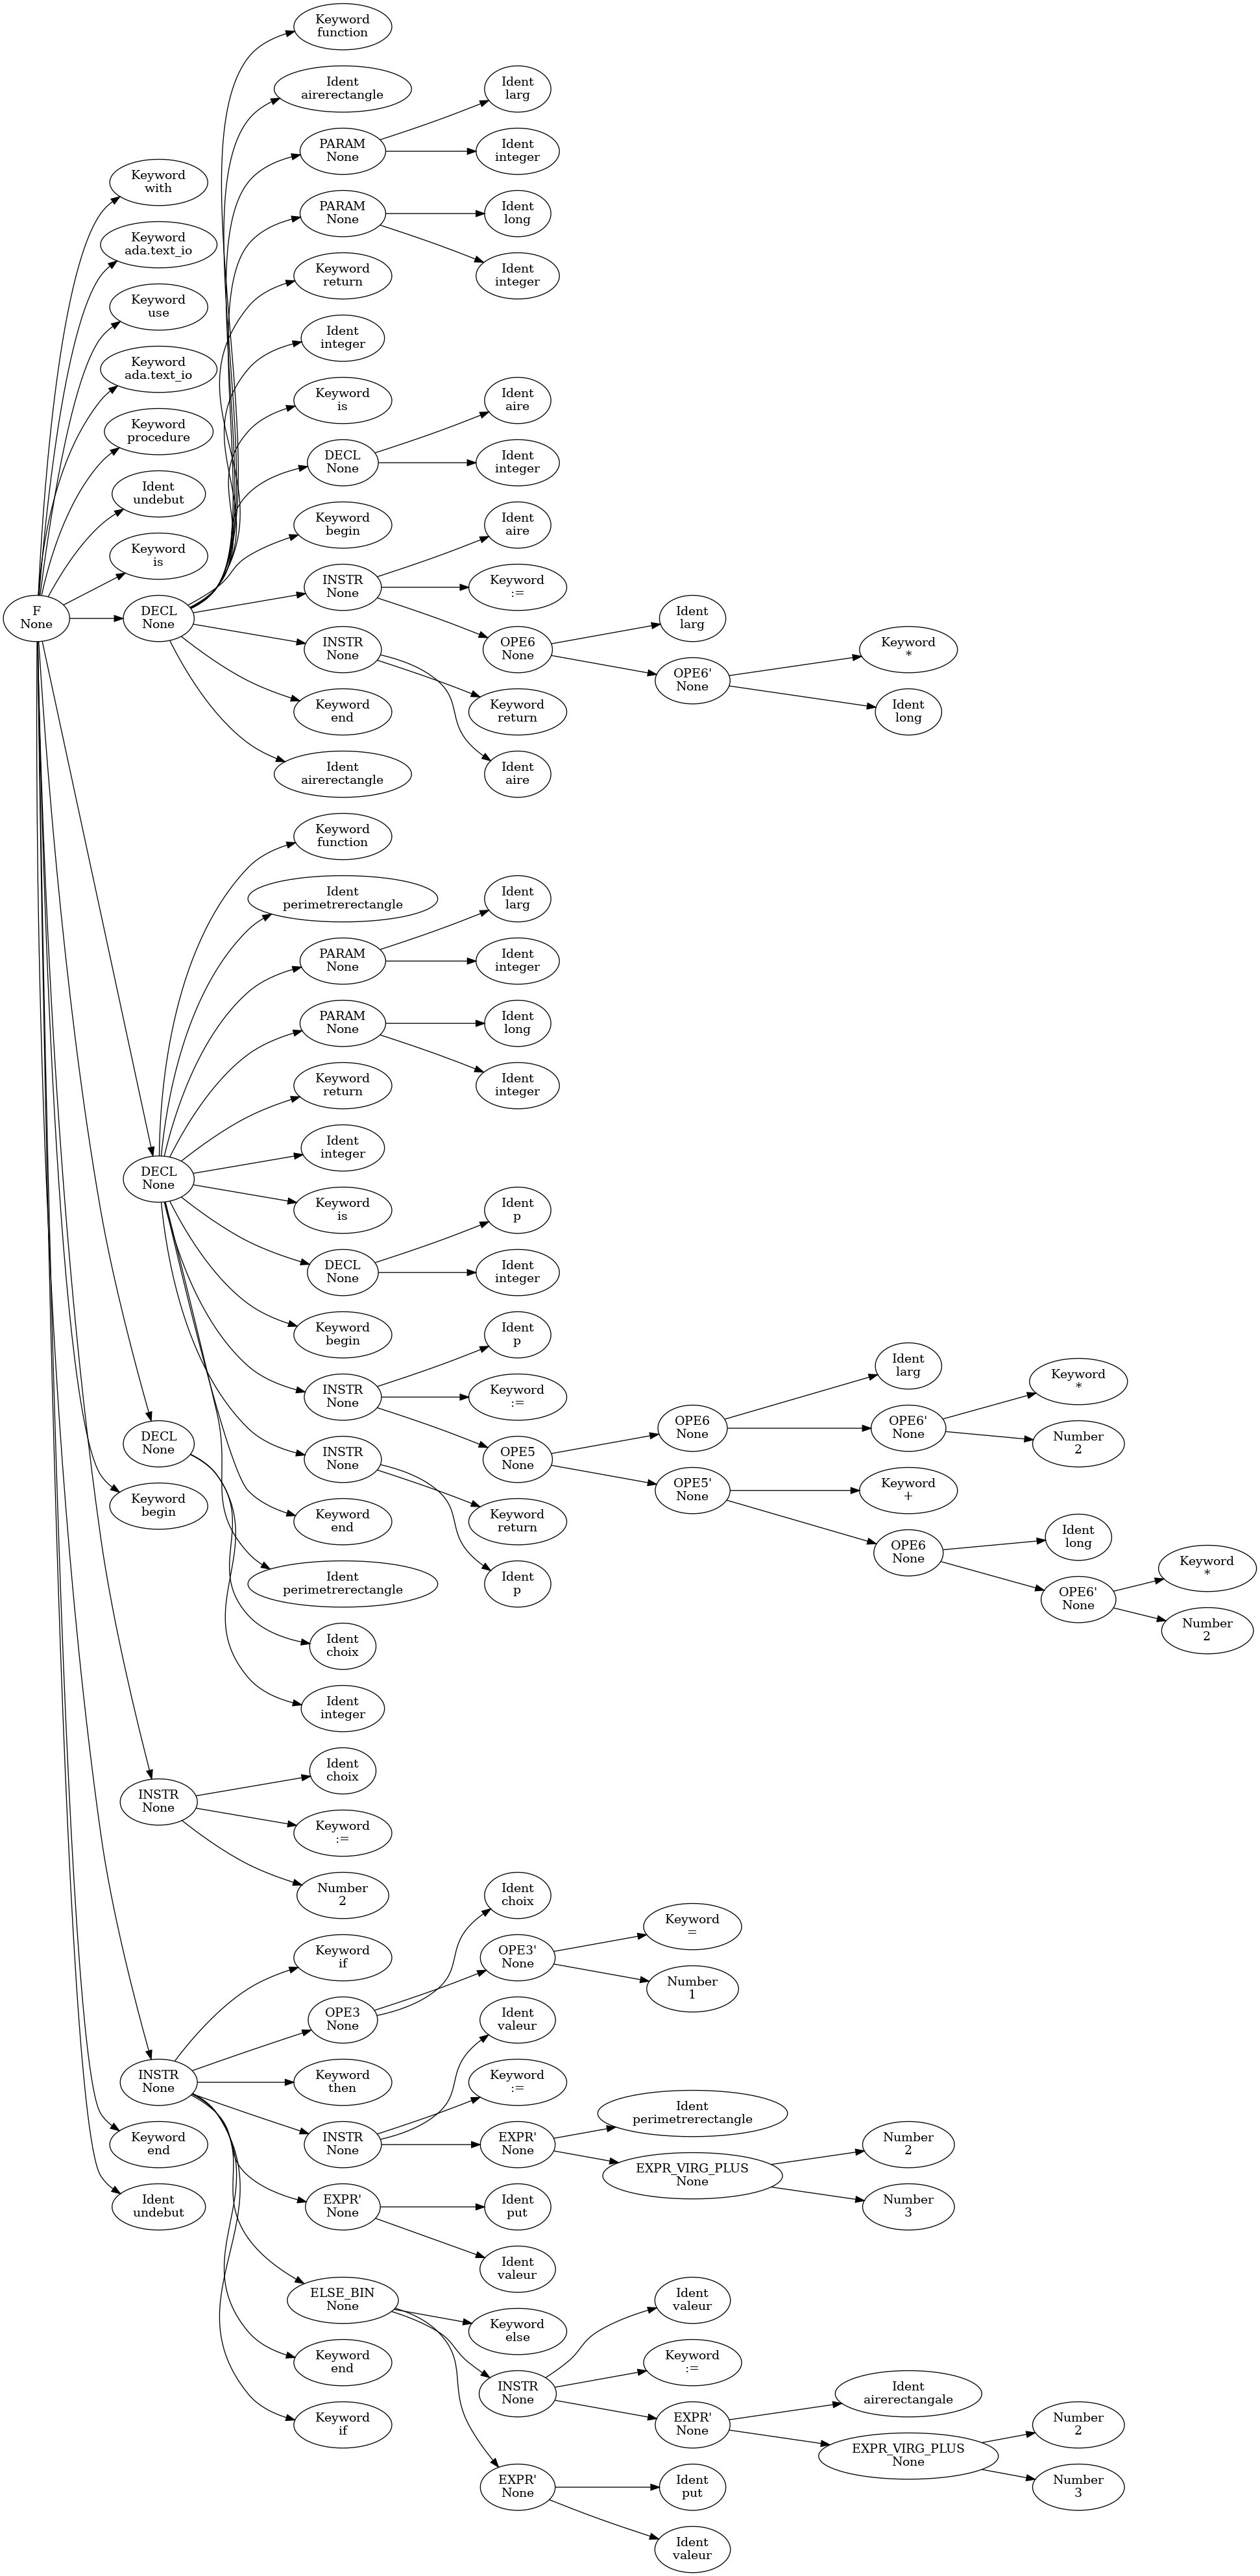 F
None
Keyword
with
Keyword
ada.text_io
Keyword
use
Keyword
ada.text_io
Keyword
procedure
Ident
undebut
Keyword
is
DECL
None
Keyword
function
Ident
airerectangle
PARAM
None
Ident
larg
Ident
integer
PARAM
None
Ident
long
Ident
integer
Keyword
return
Ident
integer
Keyword
is
DECL
None
Ident
aire
Ident
integer
Keyword
begin
INSTR
None
Ident
aire
Keyword
:=
OPE6
None
Ident
larg
OPE6'
None
Keyword
*
Ident
long
INSTR
None
Keyword
return
Ident
aire
Keyword
end
Ident
airerectangle
DECL
None
Keyword
function
Ident
perimetrerectangle
PARAM
None
Ident
larg
Ident
integer
PARAM
None
Ident
long
Ident
integer
Keyword
return
Ident
integer
Keyword
is
DECL
None
Ident
p
Ident
integer
Keyword
begin
INSTR
None
Ident
p
Keyword
:=
OPE5
None
OPE6
None
Ident
larg
OPE6'
None
Keyword
*
Number
2
OPE5'
None
Keyword
+
OPE6
None
Ident
long
OPE6'
None
Keyword
*
Number
2
INSTR
None
Keyword
return
Ident
p
Keyword
end
Ident
perimetrerectangle
DECL
None
Ident
choix
Ident
integer
Keyword
begin
INSTR
None
Ident
choix
Keyword
:=
Number
2
INSTR
None
Keyword
if
OPE3
None
Ident
choix
OPE3'
None
Keyword
=
Number
1
Keyword
then
INSTR
None
Ident
valeur
Keyword
:=
EXPR'
None
Ident
perimetrerectangle
EXPR_VIRG_PLUS
None
Number
2
Number
3
EXPR'
None
Ident
put
Ident
valeur
ELSE_BIN
None
Keyword
else
INSTR
None
Ident
valeur
Keyword
:=
EXPR'
None
Ident
airerectangale
EXPR_VIRG_PLUS
None
Number
2
Number
3
EXPR'
None
Ident
put
Ident
valeur
Keyword
end
Keyword
if
Keyword
end
Ident
undebut